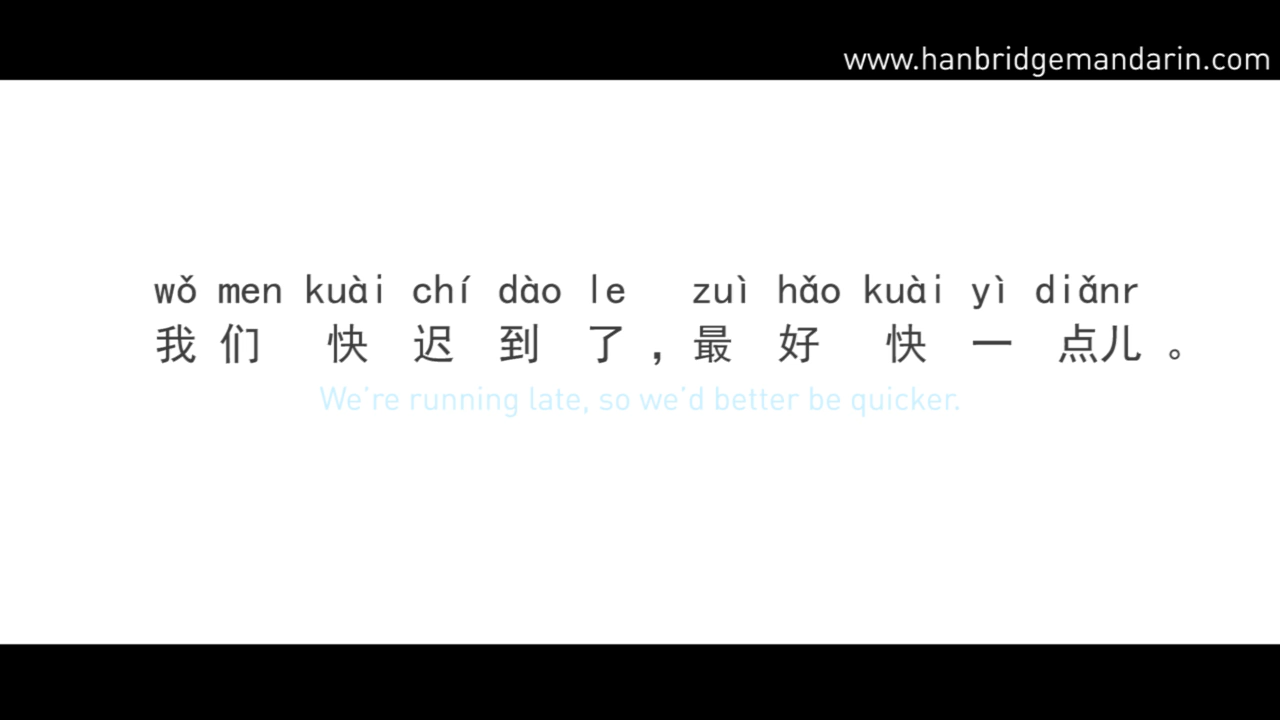 www.hanbridgemandarin.com
wǒ men kuài chí dào le zuì hǎo kuài yì diǎnr
我们 快 迟 到 了,最 好 快 一 点儿。
We're running late, so we'd better be quicker.